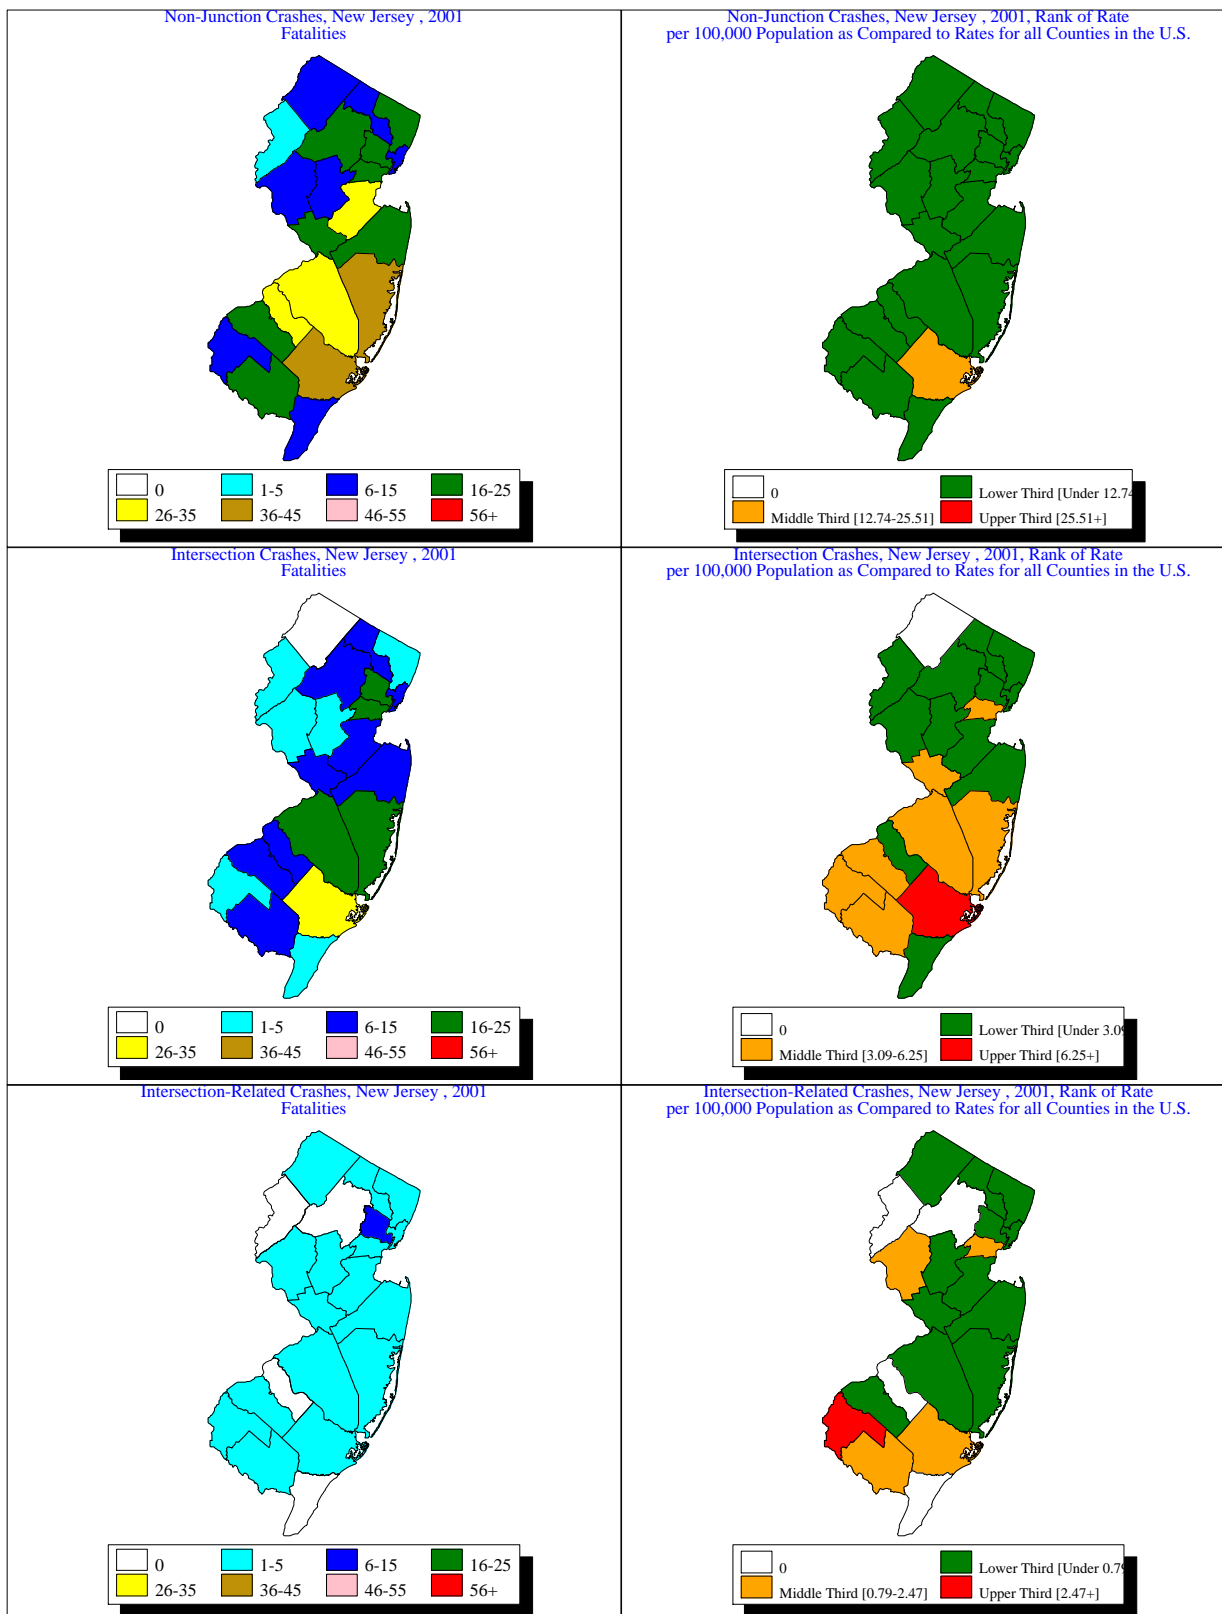 Non-Junction Crashes, New Jersey , 2001
Fatalities
0
1-5
6-15
16-25
26-35
36-45
46-55
56+
Non-Junction Crashes, New Jersey , 2001, Rank of Rate
per 100,000 Population as Compared to Rates for all Counties in the U.S.
0
Lower Third [Under 12.74
Middle Third [12.74-25.51]
Upper Third [25.51+]
Intersection Crashes, New Jersey , 2001
Fatalities
0
1-5
6-15
16-25
26-35
36-45
46-55
56+
Intersection Crashes, New Jersey , 2001, Rank of Rate
per 100,000 Population as Compared to Rates for all Counties in the U.S.
0
Lower Third [Under 3.09
Middle Third [3.09-6.25]
Upper Third [6.25+]
Intersection-Related Crashes, New Jersey , 2001
Fatalities
0
1-5
6-15
16-25
26-35
36-45
46-55
56+
Intersection-Related Crashes, New Jersey , 2001, Rank of Rate
per 100,000 Population as Compared to Rates for all Counties in the U.S.
0
Lower Third [Under 0.79
Middle Third [0.79-2.47]
Upper Third [2.47+]